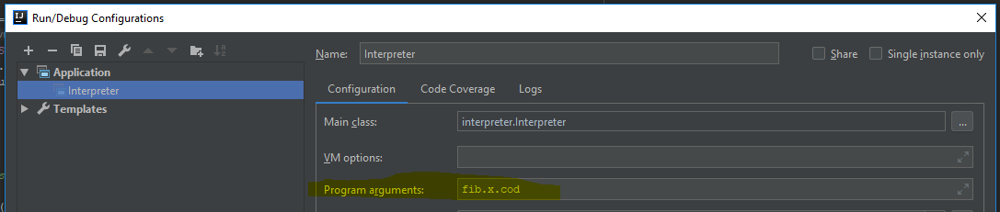 IJ Run/Debug Configurations
Name: Interpreter
Share
Single instance only
Application
Interpreter
Templates
Configuration Code Coverage Logs
Main class: interpreter.Interpreter ...
VM options:
Program arguments: fib.x.cod